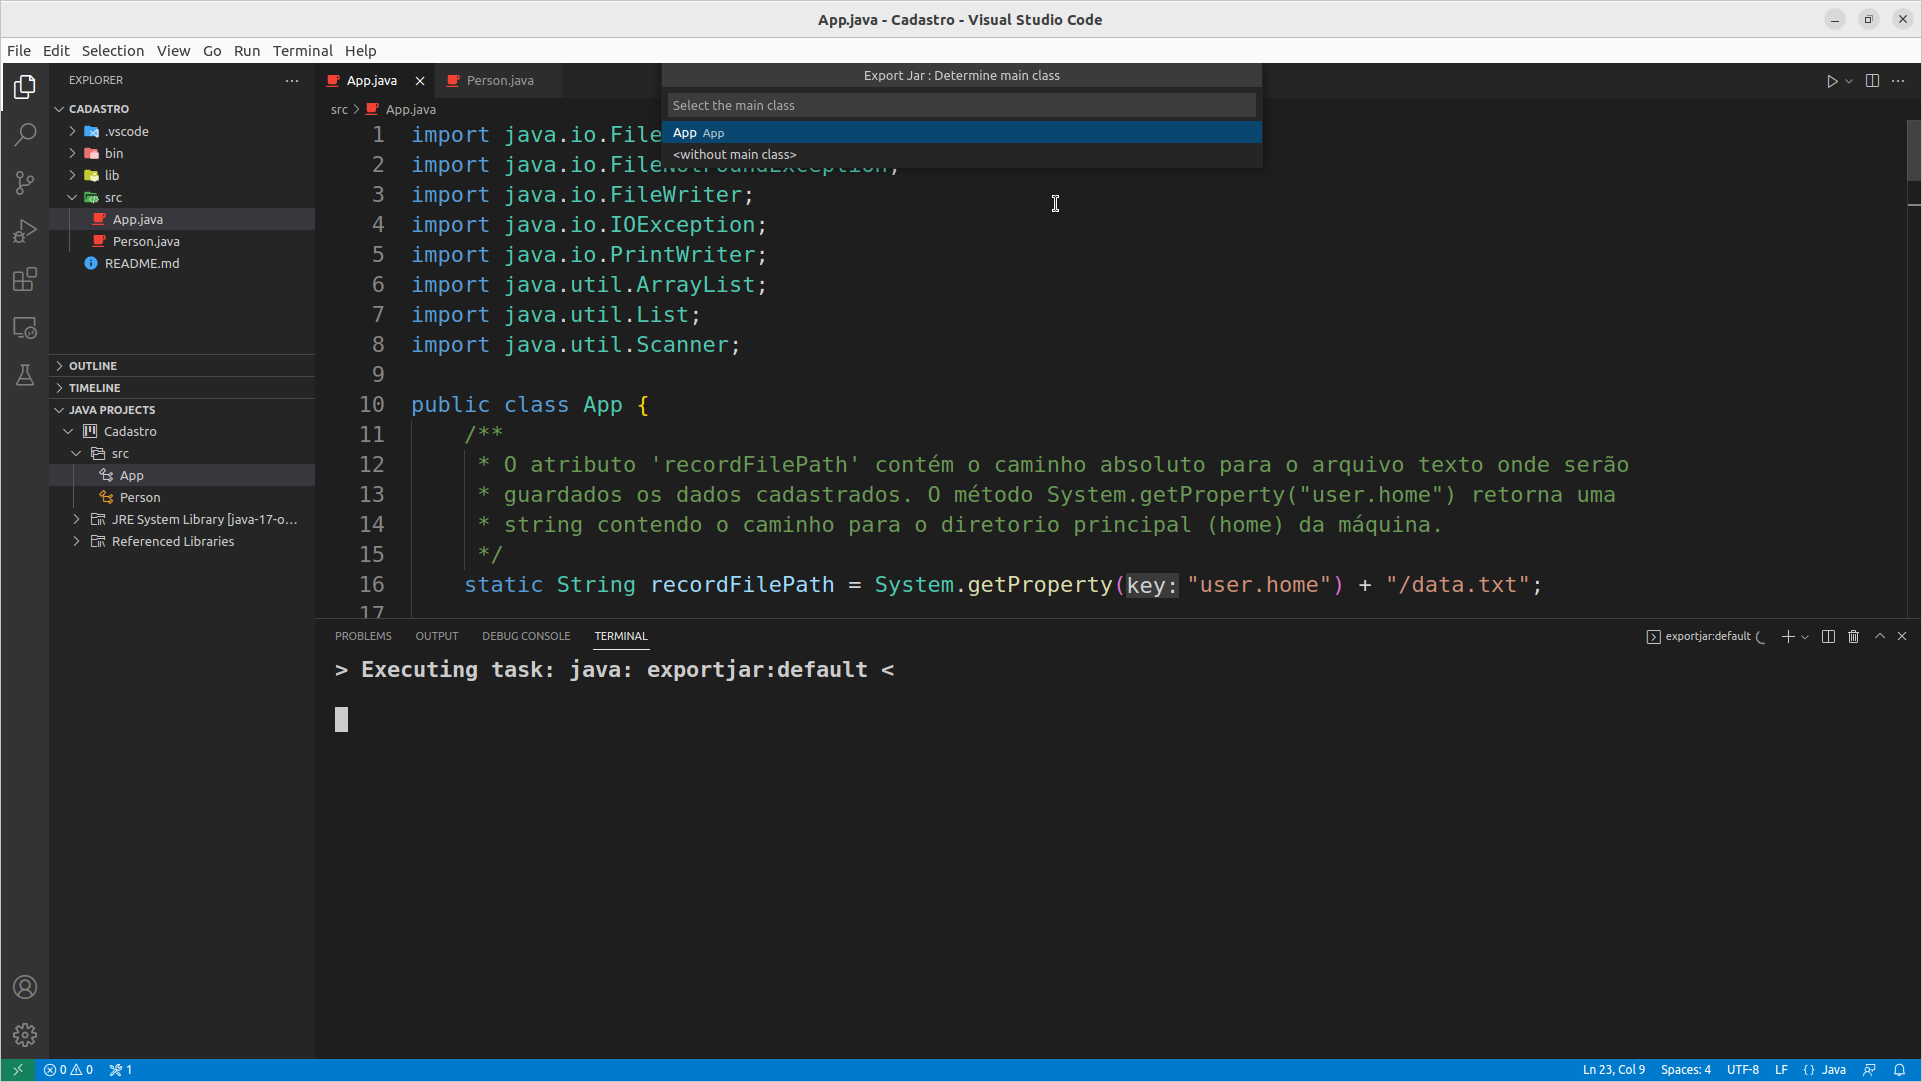 App.java - Cadastro - Visual Studio Code
File Edit Selection View Go Run Terminal Help
EXPLORER
CADASTRO
.vscode
bin
lib
src
App.java
Person.java
README.md
OUTLINE
TIMELINE
JAVA PROJECTS
Cadastro
src
App
Person
JRE System Library [java-17-o...
Referenced Libraries
App.java Person.java
src > App.java
Export Jar : Determine main class
Select the main class
App App
<without main class>
1 import java.io.File
2 import java.io.FileNotFoundException;
3 import java.io.FileWriter;
4 import java.io.IOException;
5 import java.io.PrintWriter;
6 import java.util.ArrayList;
7 import java.util.List;
8 import java.util.Scanner;
9
10 public class App {
11 /**
12 * O atributo 'recordFilePath' contém o caminho absoluto para o arquivo texto onde serão
13 * guardados os dados cadastrados. O método System.getProperty("user.home") retorna uma
14 * string contendo o caminho para o diretorio principal (home) da máquina.
15 */
16 static String recordFilePath = System.getProperty(key: "user.home") + "/data.txt";
17
PROBLEMS OUTPUT DEBUG CONSOLE TERMINAL
exportjar:default
> Executing task: java: exportjar:default <
0 0 1
Ln 23, Col 9 Spaces: 4 UTF-8 LF {} Java